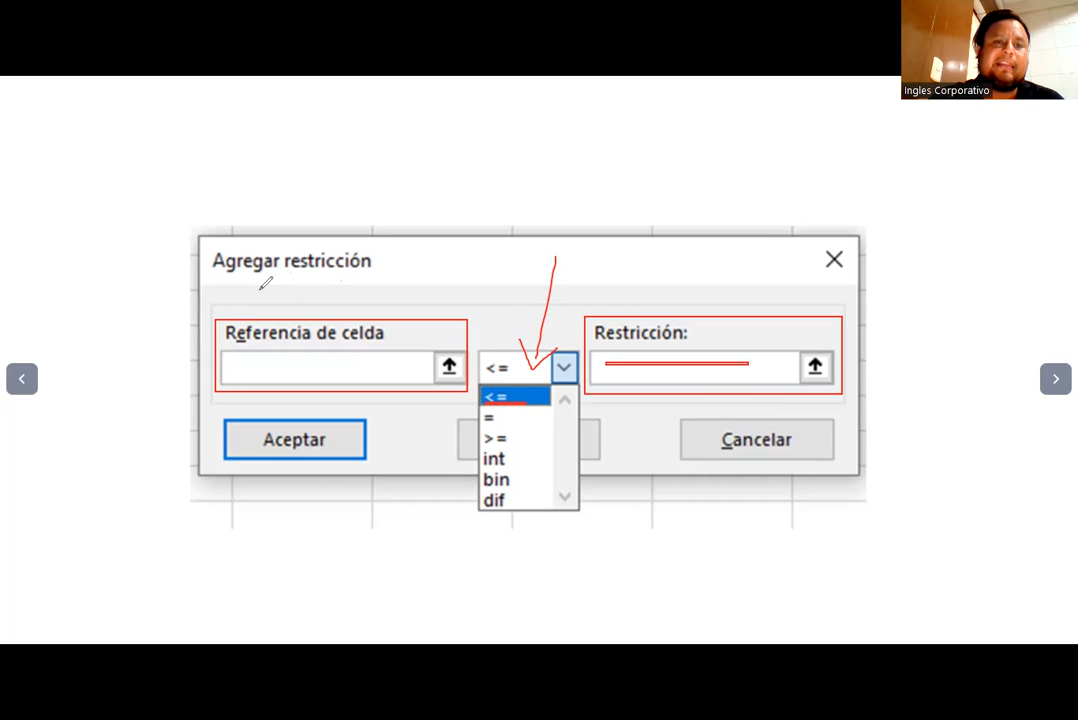 Ingles Corporativo
Agregar restricción
Referencia de celda
Restricción:
<=
<=
=
>=
int
bin
dif
Aceptar
Cancelar